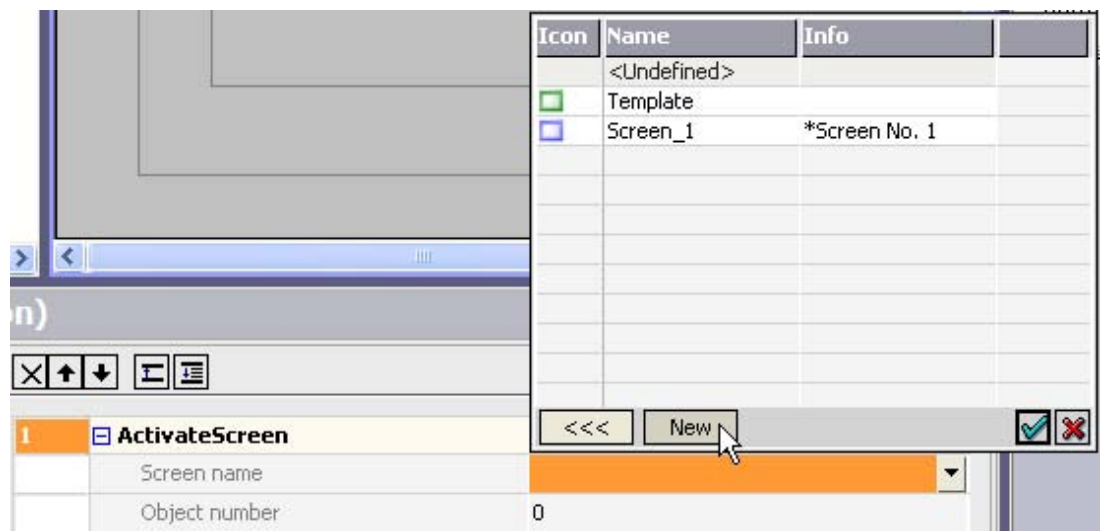 Icon Name Info
<Undefined>
Template
Screen_1 *Screen No. 1
n)
<<< New
1 ActivateScreen
Screen name
Object number 0